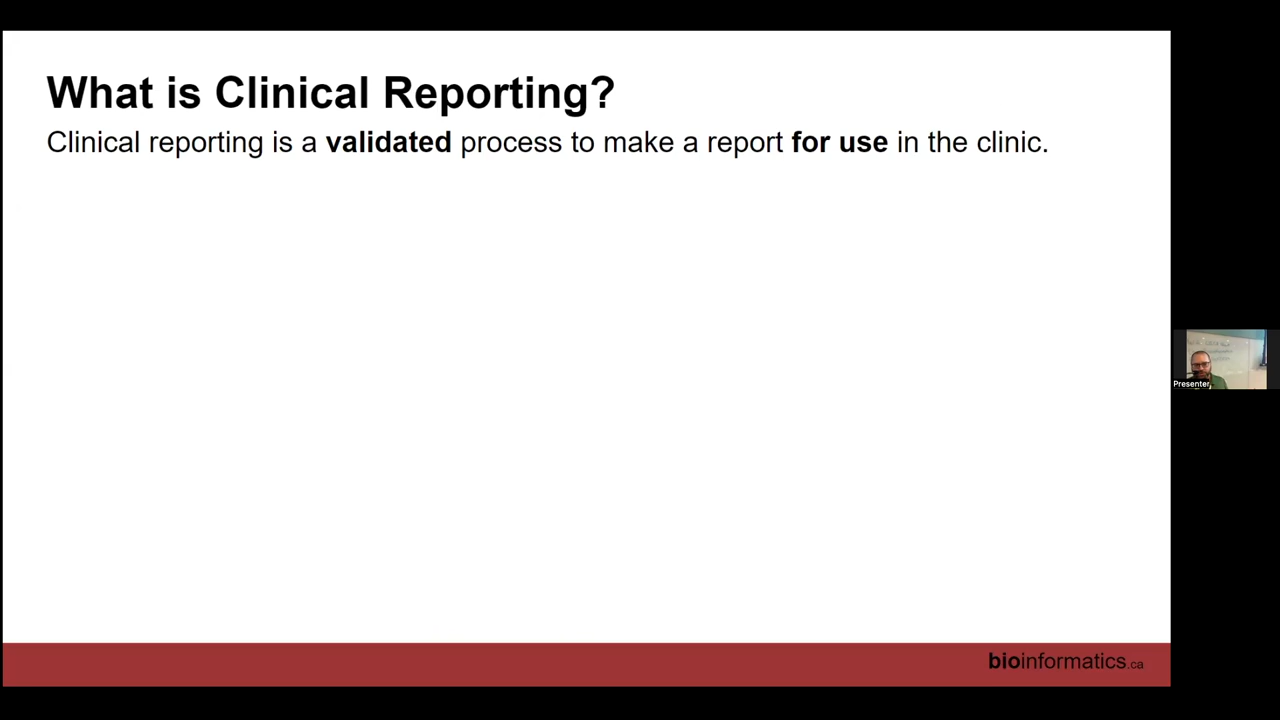 What is Clinical Reporting?
Clinical reporting is a validated process to make a report for use in the clinic.
Presenter
bioinformatics.ca